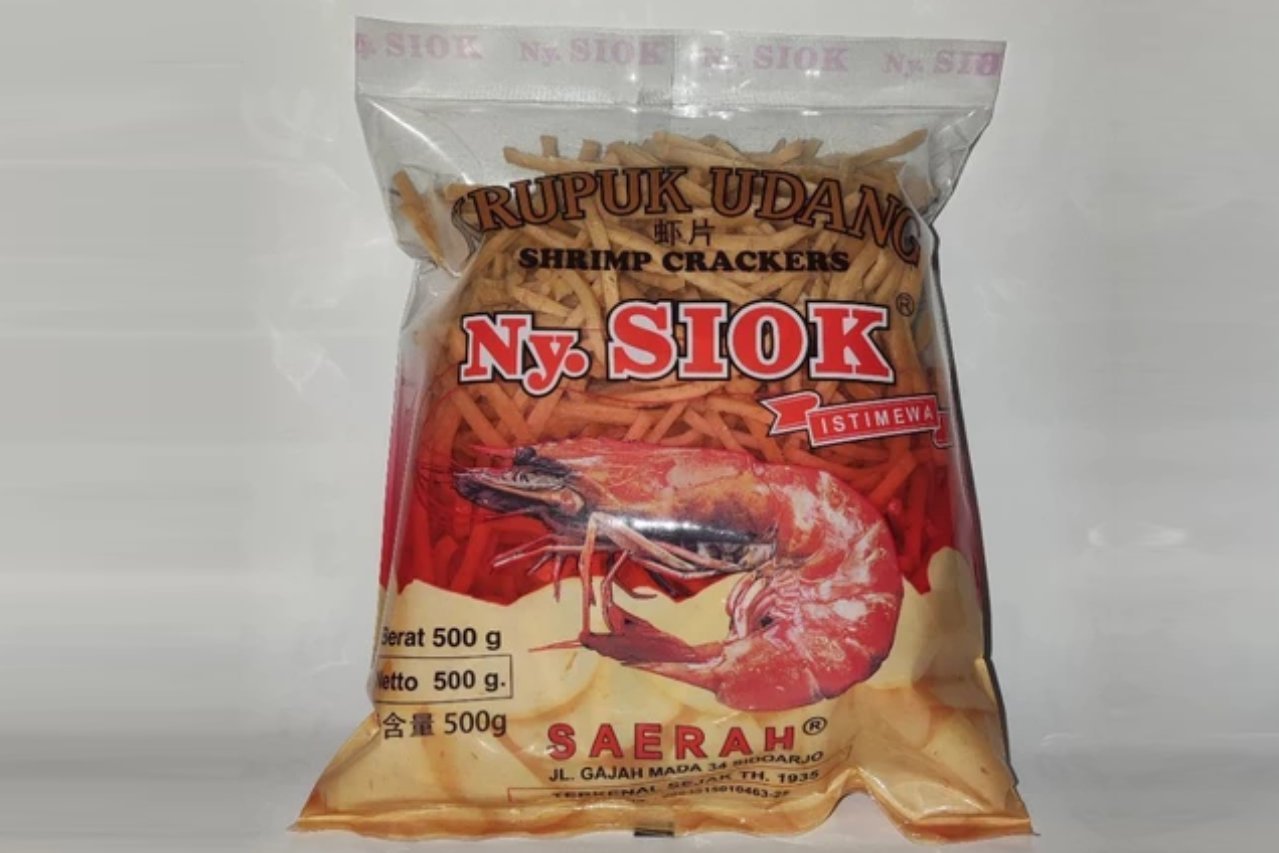 Ny. SIOK Ny. SIOK Ny. SIOK Ny. SIO
KRUPUK UDANG
虾片
SHRIMP CRACKERS
Ny. SIOK ®
ISTIMEWA
Berat 500 g
Netto 500 g.
含量 500g
SAERAH ®
JL. GAJAH MADA 34 SIDOARJO
TERKENAL SEJAK TH. 1935